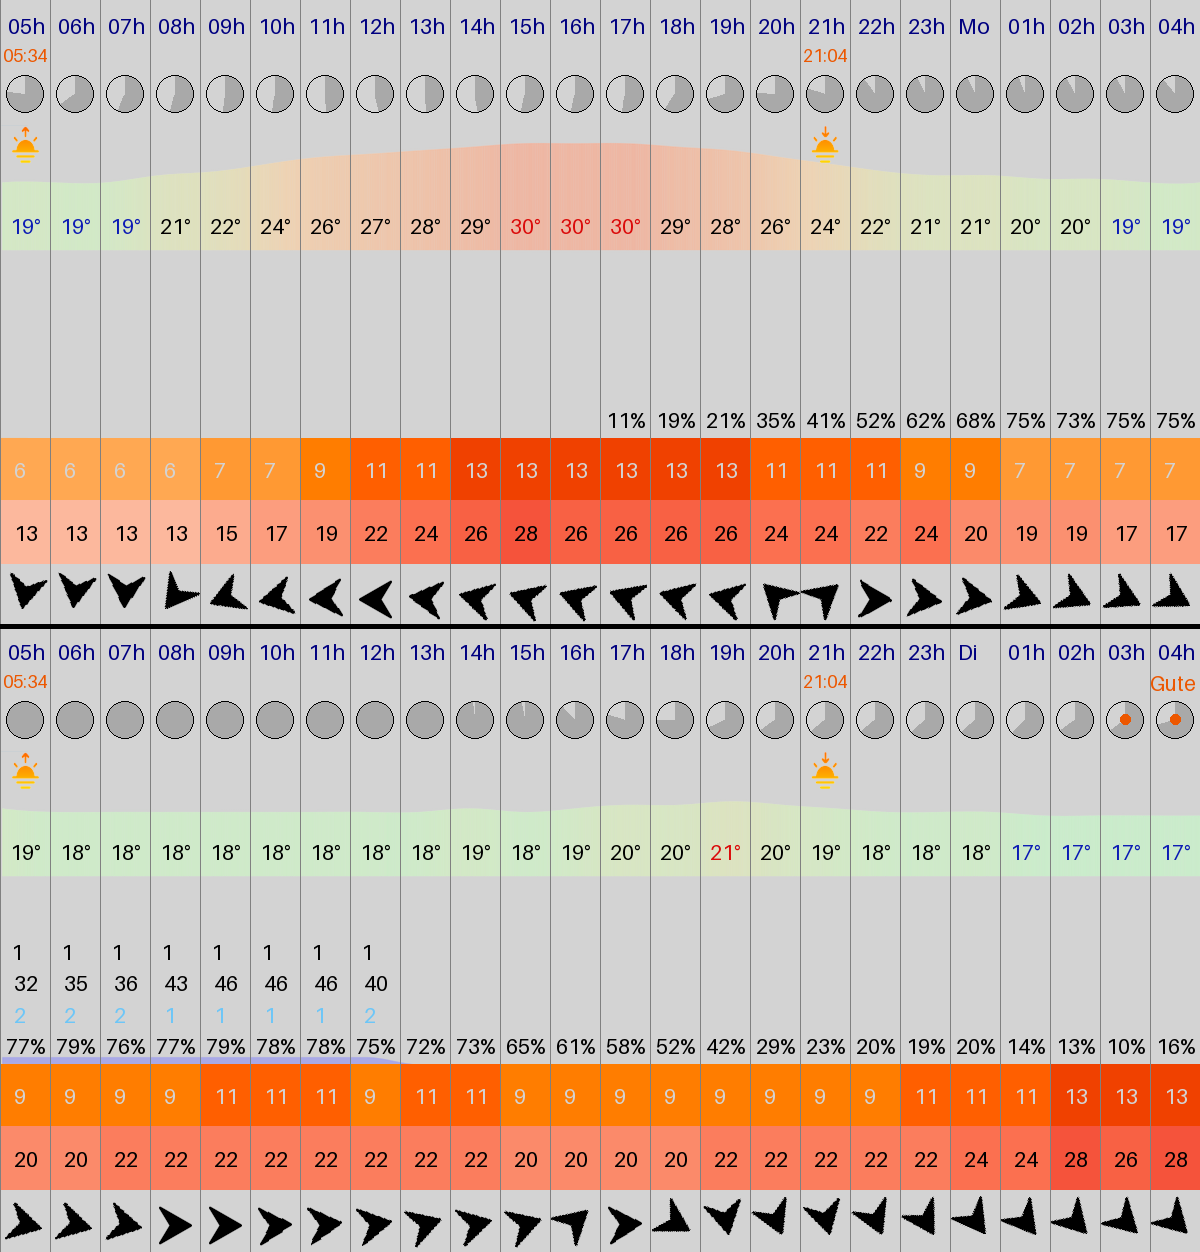 05h 06h 07h 08h 09h 10h 11h 12h 13h 14h 15h 16h 17h 18h 19h 20h 21h 22h 23h Mo 01h 02h 03h 04h
05:34 21:04
19° 19° 19° 21° 22° 24° 26° 27° 28° 29° 30° 30° 30° 29° 28° 26° 24° 22° 21° 21° 20° 20° 19° 19°
11% 19% 21% 35% 41% 52% 62% 68% 75% 73% 75% 75%
6 6 6 6 7 7 9 11 11 13 13 13 13 13 13 11 11 11 9 9 7 7 7 7
13 13 13 13 15 17 19 22 24 26 28 26 26 26 26 24 24 22 24 20 19 19 17 17
05h 06h 07h 08h 09h 10h 11h 12h 13h 14h 15h 16h 17h 18h 19h 20h 21h 22h 23h Di 01h 02h 03h 04h
05:34 21:04 Gute
19° 18° 18° 18° 18° 18° 18° 18° 18° 19° 18° 19° 20° 20° 21° 20° 19° 18° 18° 18° 17° 17° 17° 17°
1 1 1 1 1 1 1 1
32 35 36 43 46 46 46 40
2 2 2 1 1 1 1 2
77% 79% 76% 77% 79% 78% 78% 75% 72% 73% 65% 61% 58% 52% 42% 29% 23% 20% 19% 20% 14% 13% 10% 16%
9 9 9 9 11 11 11 9 11 11 9 9 9 9 9 9 9 9 11 11 11 13 13 13
20 20 22 22 22 22 22 22 22 22 20 20 20 20 22 22 22 22 22 24 24 28 26 28